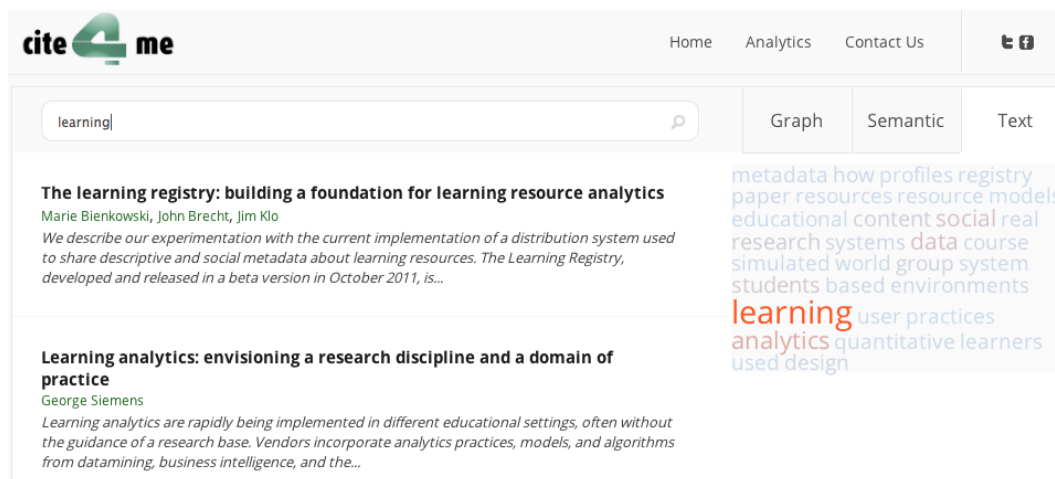 cite 4 me
Home Analytics Contact Us
learning
Graph Semantic Text
The learning registry: building a foundation for learning resource analytics
Marie Bienkowski, John Brecht, Jim Klo
We describe our experimentation with the current implementation of a distribution system used
to share descriptive and social metadata about learning resources. The Learning Registry,
developed and released in a beta version in October 2011, is...
Learning analytics: envisioning a research discipline and a domain of
practice
George Siemens
Learning analytics are rapidly being implemented in different educational settings, often without
the guidance of a research base. Vendors incorporate analytics practices, models, and algorithms
from datamining, business intelligence, and the...
metadata how profiles registry
paper resources resource models
educational content social real
research systems data course
simulated world group system
students based environments
learning user practices
analytics quantitative learners
used design